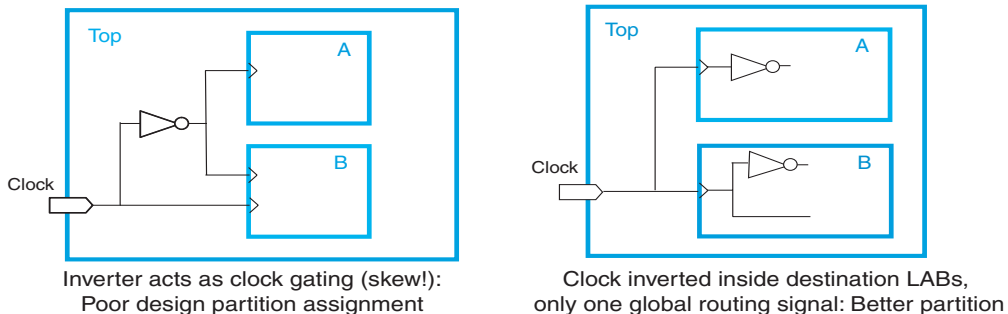 Top
A
B
Clock
Inverter acts as clock gating (skew!):
Poor design partition assignment
Top
A
B
Clock
Clock inverted inside destination LABs,
only one global routing signal: Better partition